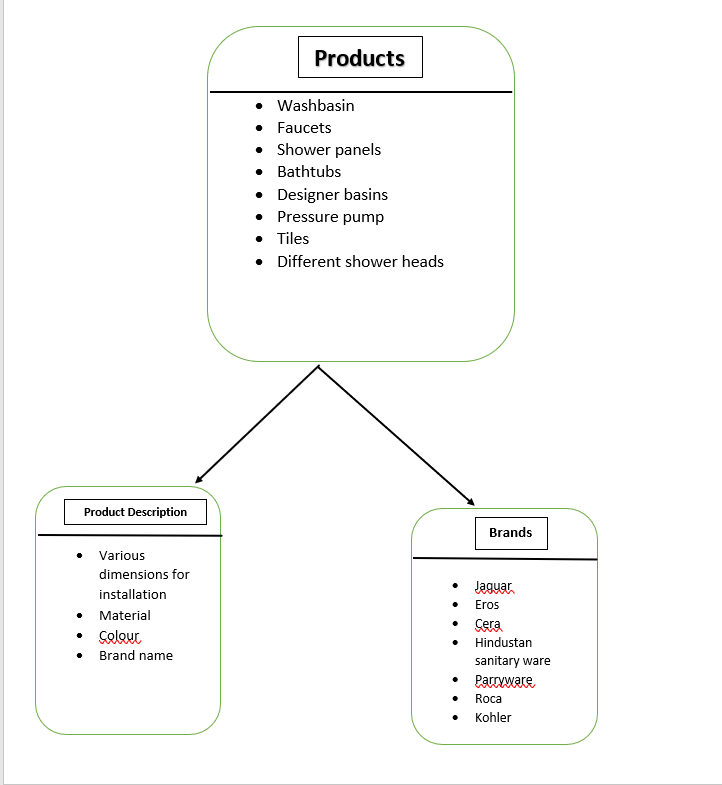 Products
Washbasin
Faucets
Shower panels
Bathtubs
Designer basins
Pressure pump
Tiles
Different shower heads
Product Description
Various
dimensions for
installation
Material
Colour
Brand name
Brands
Jaquar
Eros
Cera
Hindustan
sanitary ware
Parryware
Roca
Kohler